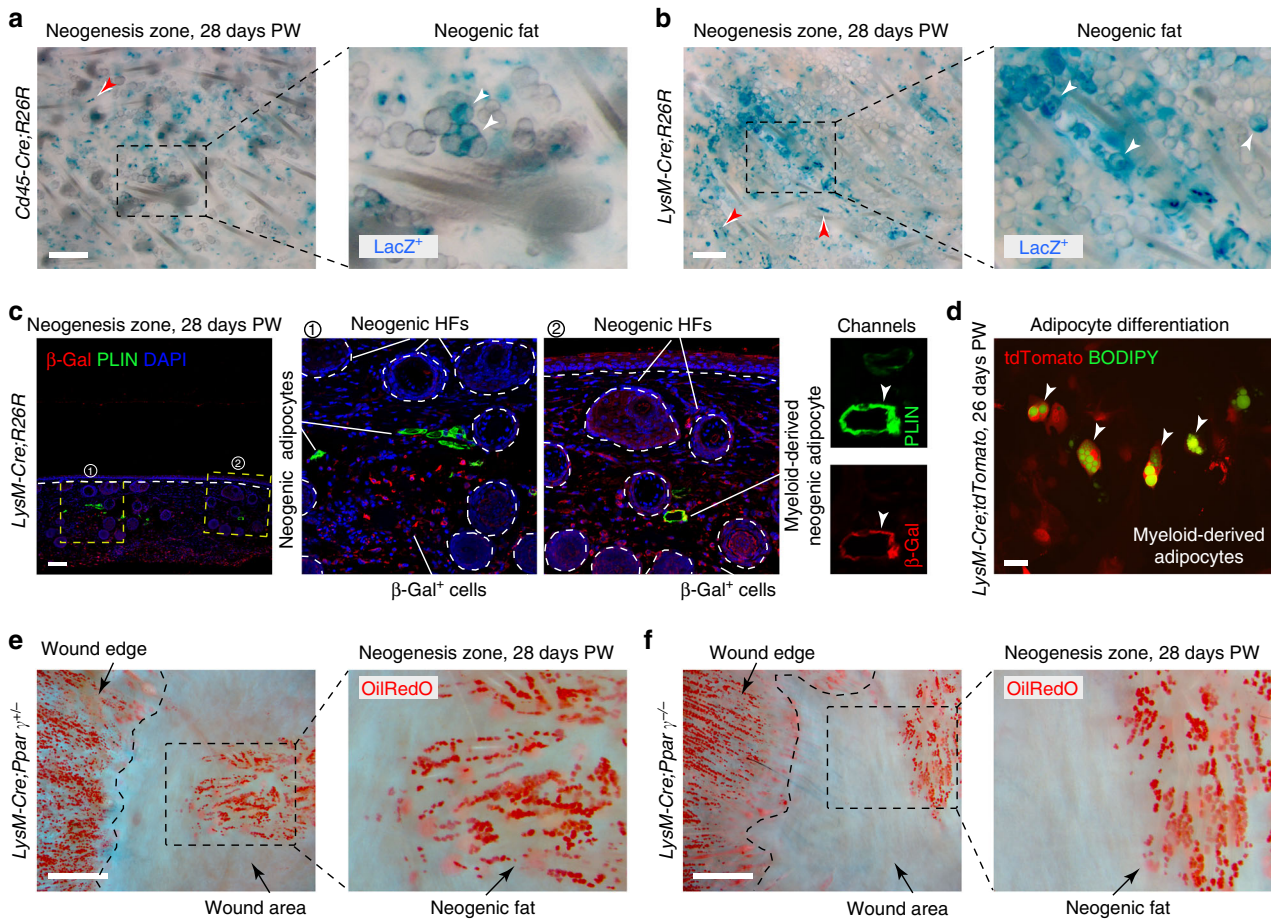 a
Neogenesis zone, 28 days PW
Neogenic fat
Cd45-Cre;R26R
LacZ+
b
Neogenesis zone, 28 days PW
Neogenic fat
LysM-Cre;R26R
LacZ+
c
Neogenesis zone, 28 days PW
LysM-Cre;R26R
β-Gal PLIN DAPI
①
②
①
Neogenic HFs
Neogenic adipocytes
β-Gal+ cells
②
Neogenic HFs
β-Gal+ cells
Myeloid-derived
neogenic adipocyte
Channels
PLIN
β-Gal
d
Adipocyte differentiation
LysM-Cre;tdTomato, 26 days PW
tdTomato BODIPY
Myeloid-derived
adipocytes
e
Wound edge
Neogenesis zone, 28 days PW
LysM-Cre;Ppar γ+/–
OilRedO
Wound area
Neogenic fat
f
Wound edge
Neogenesis zone, 28 days PW
LysM-Cre;Ppar γ–/–
OilRedO
Wound area
Neogenic fat